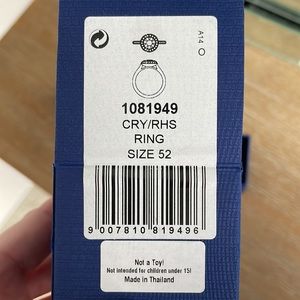 A14
1081949
CRY/RHS
RING
SIZE 52
9 007810 819496
Not a Toy!
Not intended for children under 15!
Made in Thailand